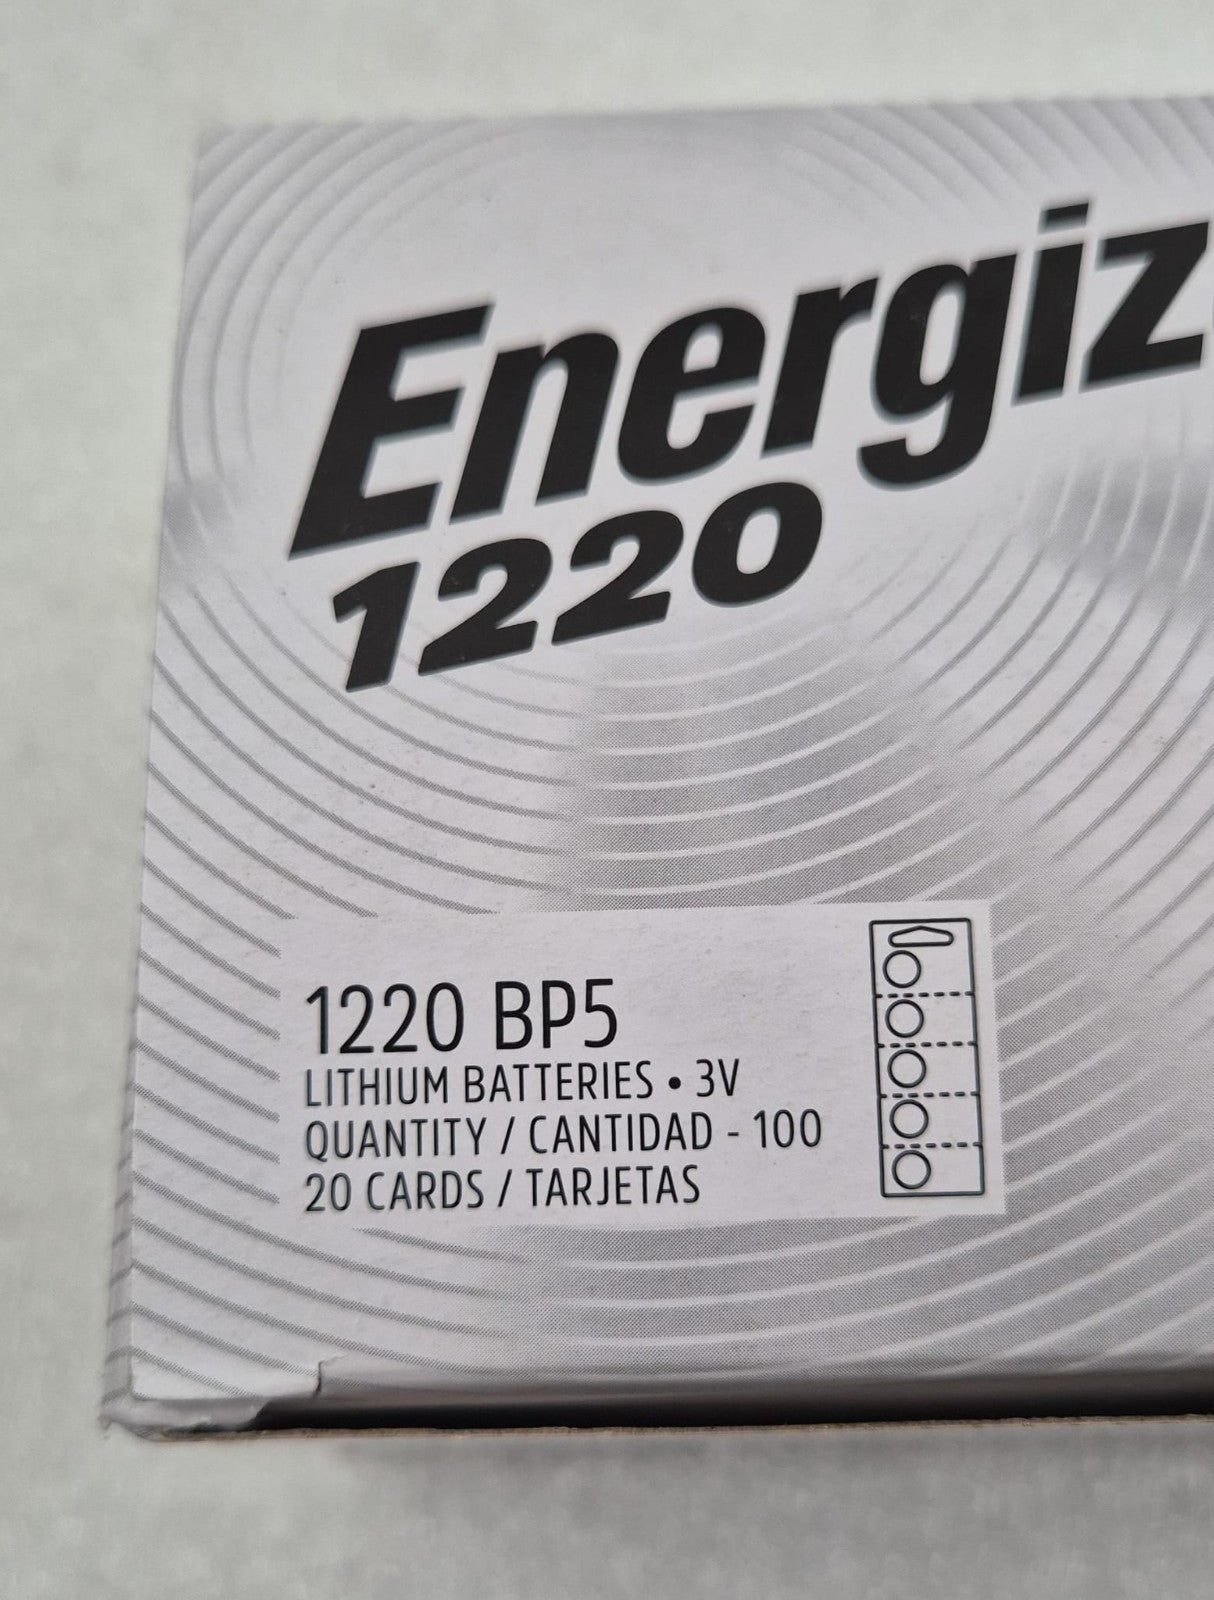 Energiz
1220
1220 BP5
LITHIUM BATTERIES • 3V
QUANTITY / CANTIDAD - 100
20 CARDS / TARJETAS